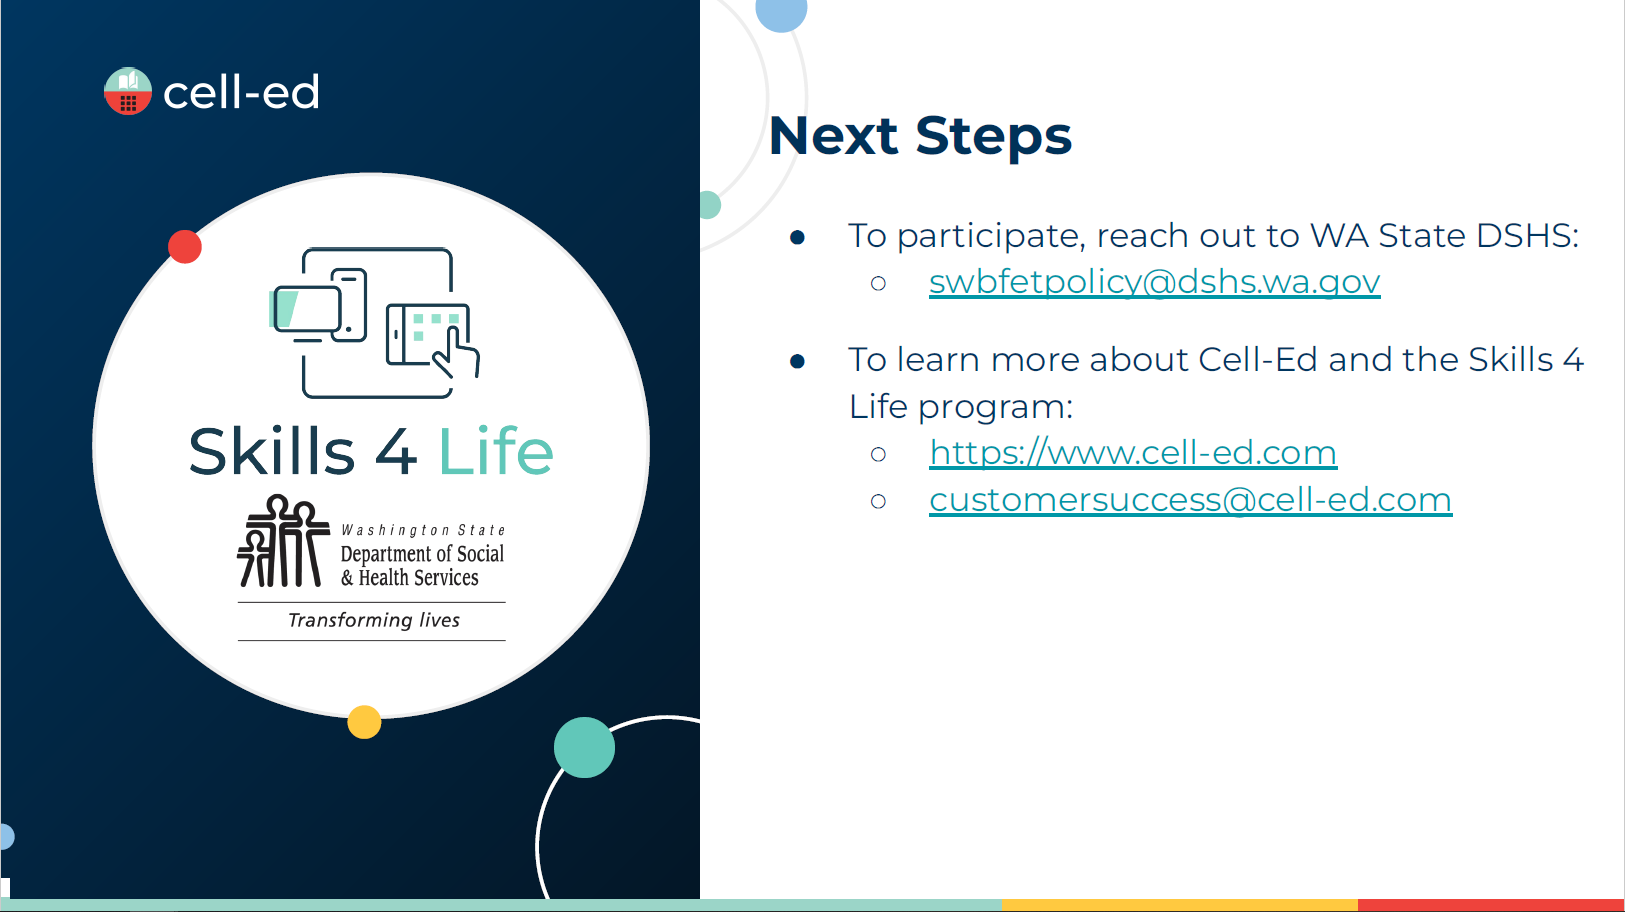 cell-ed
Skills 4 Life
Washington State
Department of Social
& Health Services
Transforming lives
Next Steps
● To participate, reach out to WA State DSHS:
○ swbfetpolicy@dshs.wa.gov
● To learn more about Cell-Ed and the Skills 4
Life program:
○ https://www.cell-ed.com
○ customersuccess@cell-ed.com